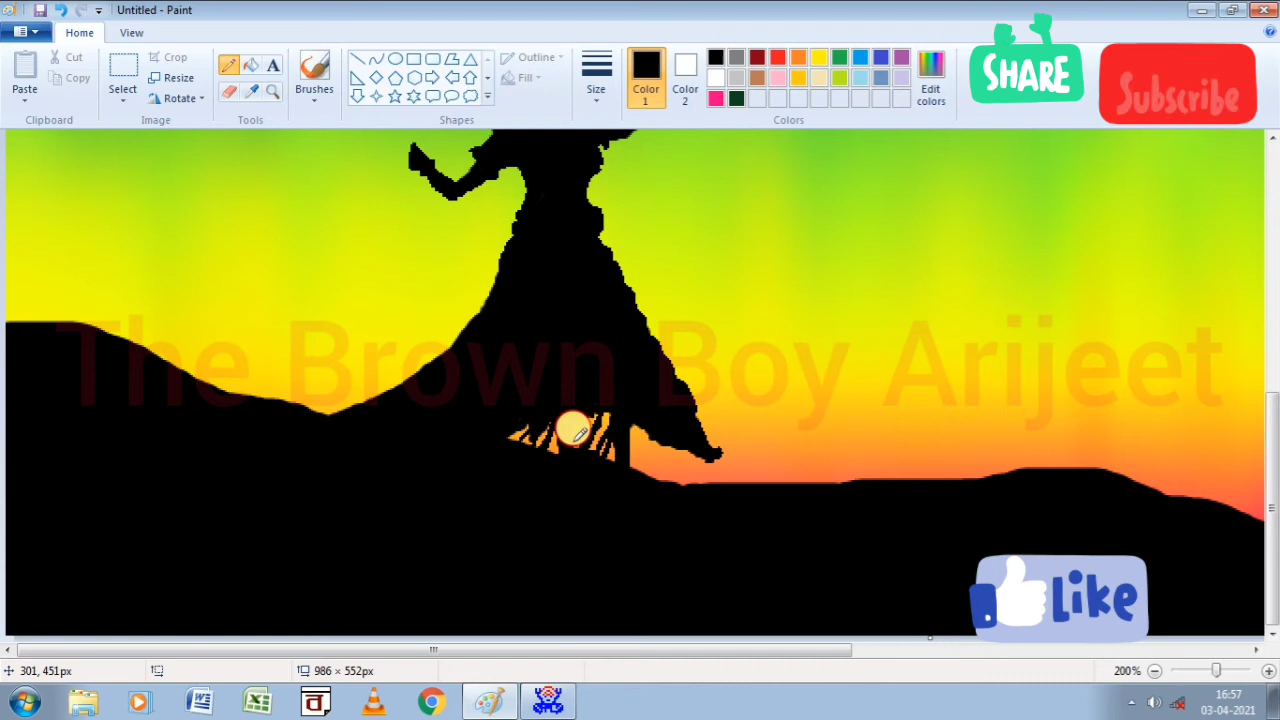 Untitled - Paint
Home
View
Paste
Cut
Copy
Clipboard
Select
Crop
Resize
Rotate
Image
A
Tools
Brushes
Outline
Fill
Shapes
Size
Color 1
Color 2
Edit colors
Colors
SHARE
Subscribe
The Brown Boy Arijeet
Like
301, 451px
986 × 552px
200%
16:57
03-04-2021